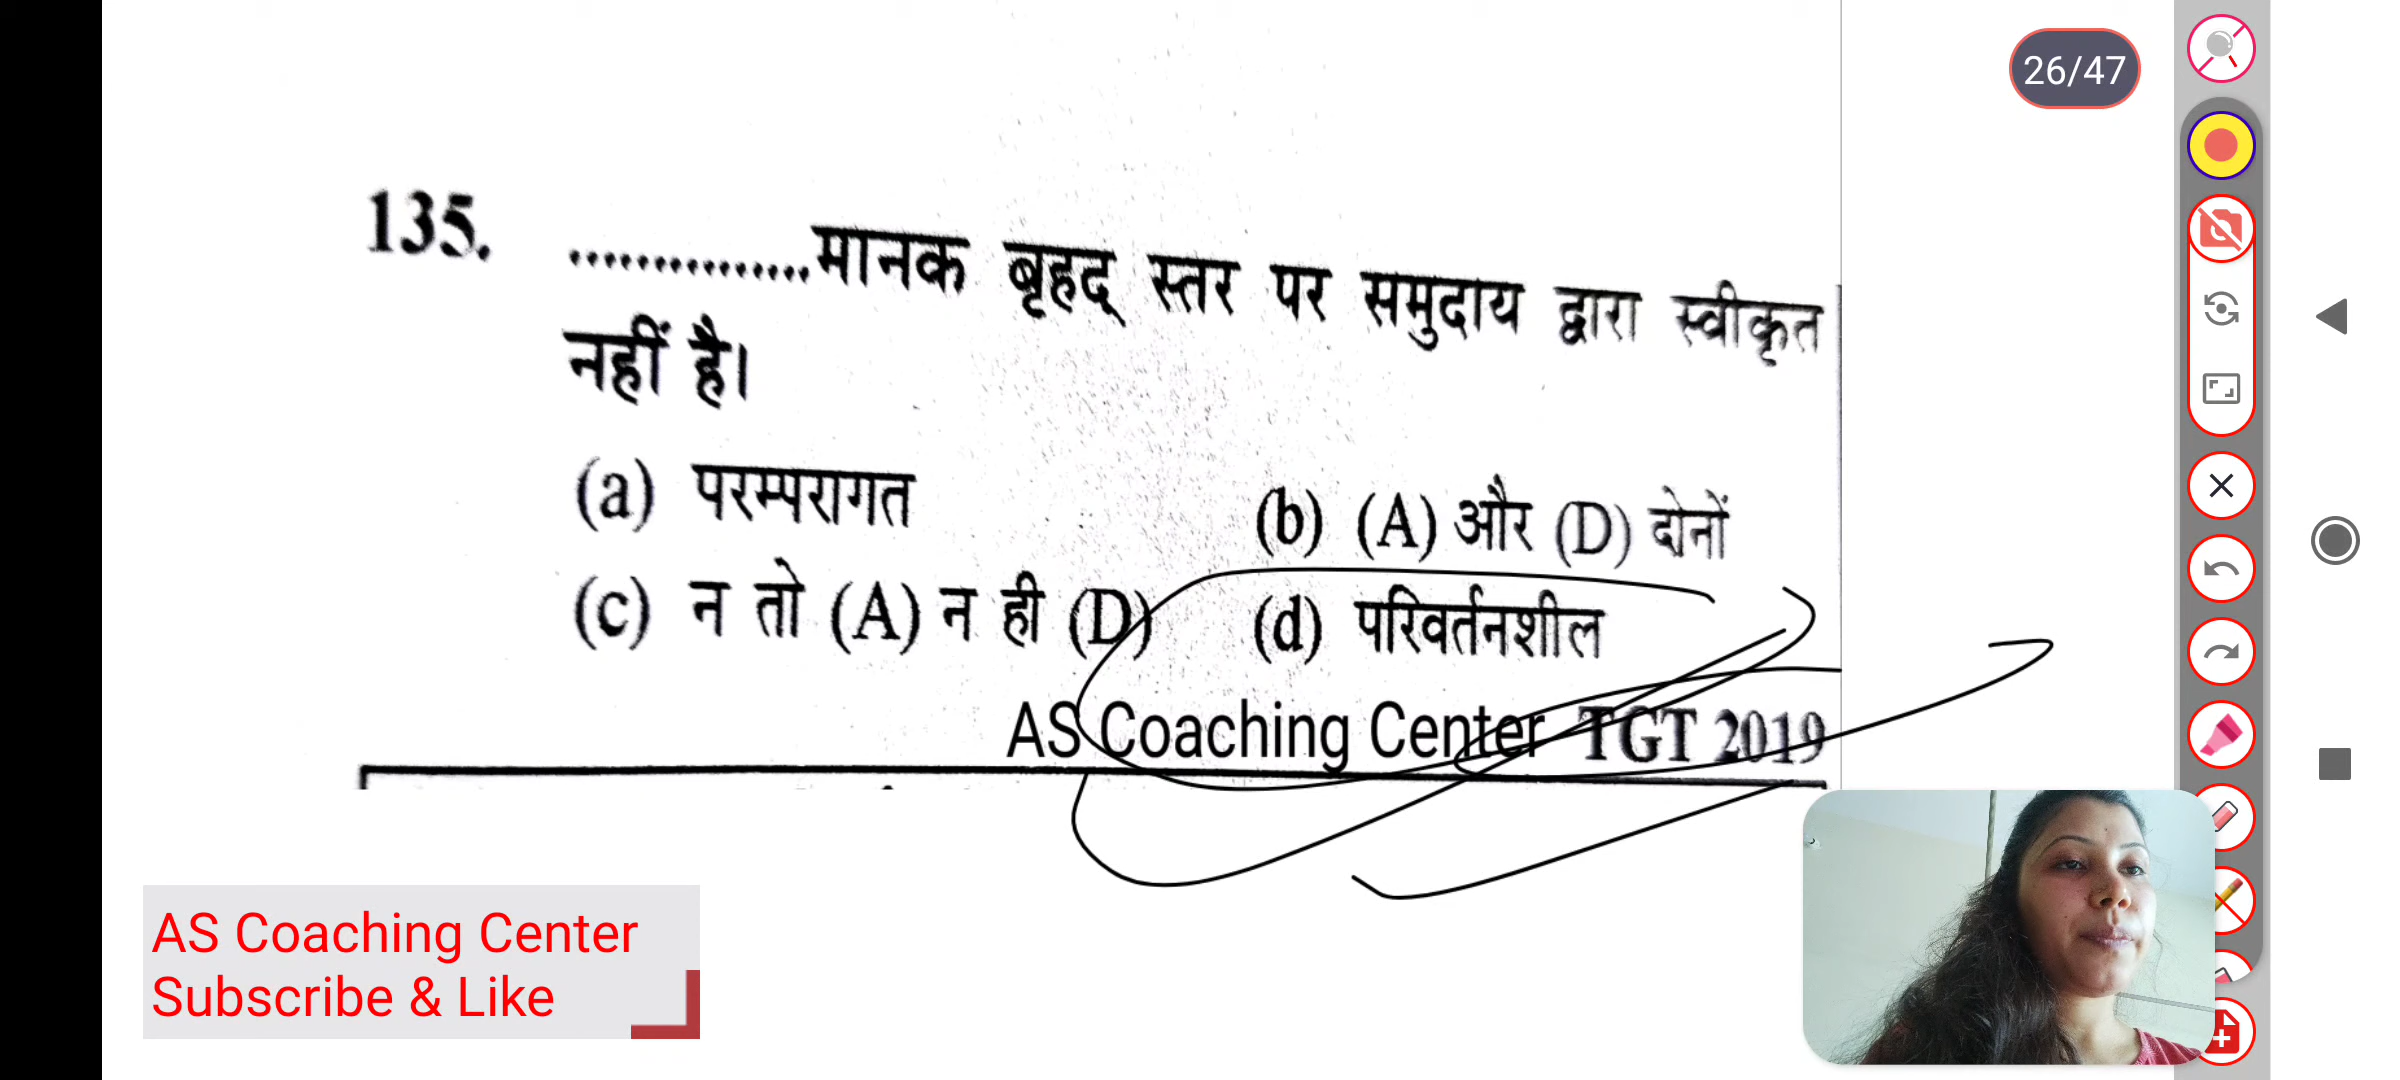 26/47
135. ...............मानक बृहद् स्तर पर समुदाय द्वारा स्वीकृत
नहीं है।
(a) परम्परागत (b) (A) और (D) दोनों
(c) न तो (A) न ही (D) (d) परिवर्तनशील
AS Coaching Center TGT 2019
AS Coaching Center
Subscribe & Like